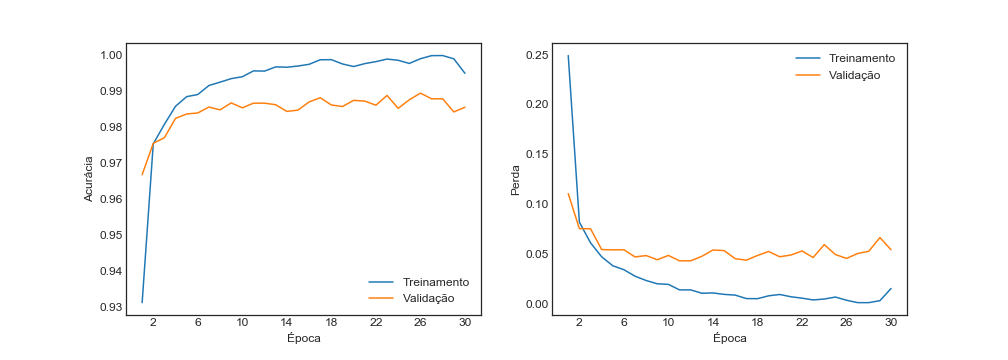 Acurácia
1.00
0.99
0.98
0.97
0.96
0.95
0.94
0.93
Treinamento
Validação
2 6 10 14 18 22 26 30
Época
Perda
0.25
0.20
0.15
0.10
0.05
0.00
Treinamento
Validação
2 6 10 14 18 22 26 30
Época